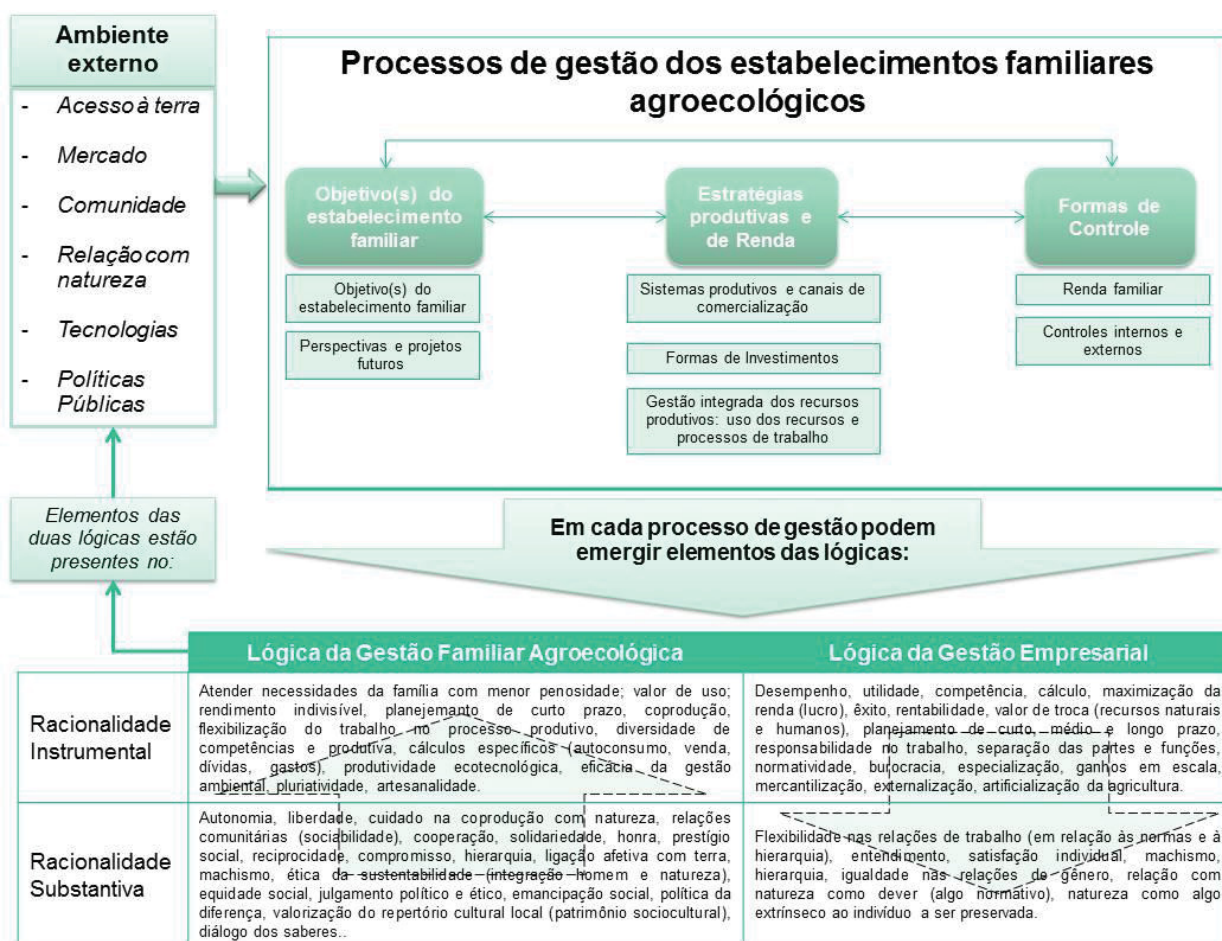 Ambiente
externo
- Acesso à terra
- Mercado
- Comunidade
- Relação com
natureza
- Tecnologias
- Políticas
Públicas
Processos de gestão dos estabelecimentos familiares
agroecológicos
Objetivo(s) do
estabelecimento
familiar
Objetivo(s) do
estabelecimento familiar
Perspectivas e projetos
futuros
Estratégias
produtivas e
de Renda
Sistemas produtivos e canais de
comercialização
Formas de Investimentos
Gestão integrada dos recursos
produtivos: uso dos recursos e
processos de trabalho
Formas de
Controle
Renda familiar
Controles internos e
externos
Elementos das
duas lógicas estão
presentes no:
Em cada processo de gestão podem
emergir elementos das lógicas:
Lógica da Gestão Familiar Agroecológica
Lógica da Gestão Empresarial
Racionalidade
Instrumental
Atender necessidades da família com menor penosidade; valor de uso;
rendimento indivisível, planejemanto de curto prazo, coprodução,
flexibilização do trabalho no processo produtivo, diversidade de
competências e produtiva, cálculos específicos (autoconsumo, venda,
dívidas, gastos), produtividade ecotecnológica, eficácia da gestão
ambiental, pluriatividade, artesanalidade.
Desempenho, utilidade, competência, cálculo, maximização da
renda (lucro), êxito, rentabilidade, valor de troca (recursos naturais
e humanos), planejamento de curto, médio e longo prazo,
responsabilidade no trabalho, separação das partes e funções,
normatividade, burocracia, especialização, ganhos em escala,
mercantilização, externalização, artificialização da agricultura.
Racionalidade
Substantiva
Autonomia, liberdade, cuidado na coprodução com natureza, relações
comunitárias (sociabilidade), cooperação, solidariedade, honra, prestígio
social, reciprocidade, compromisso, hierarquia, ligação afetiva com terra,
machismo, ética da sustentabilidade (integração homem e natureza),
equidade social, julgamento político e ético, emancipação social, política da
diferença, valorização do repertório cultural local (patrimônio sociocultural),
diálogo dos saberes..
Flexibilidade nas relações de trabalho (em relação às normas e à
hierarquia), entendimento, satisfação individual, machismo,
hierarquia, igualdade nas relações de gênero, relação com
natureza como dever (algo normativo), natureza como algo
extrínseco ao indivíduo a ser preservada.